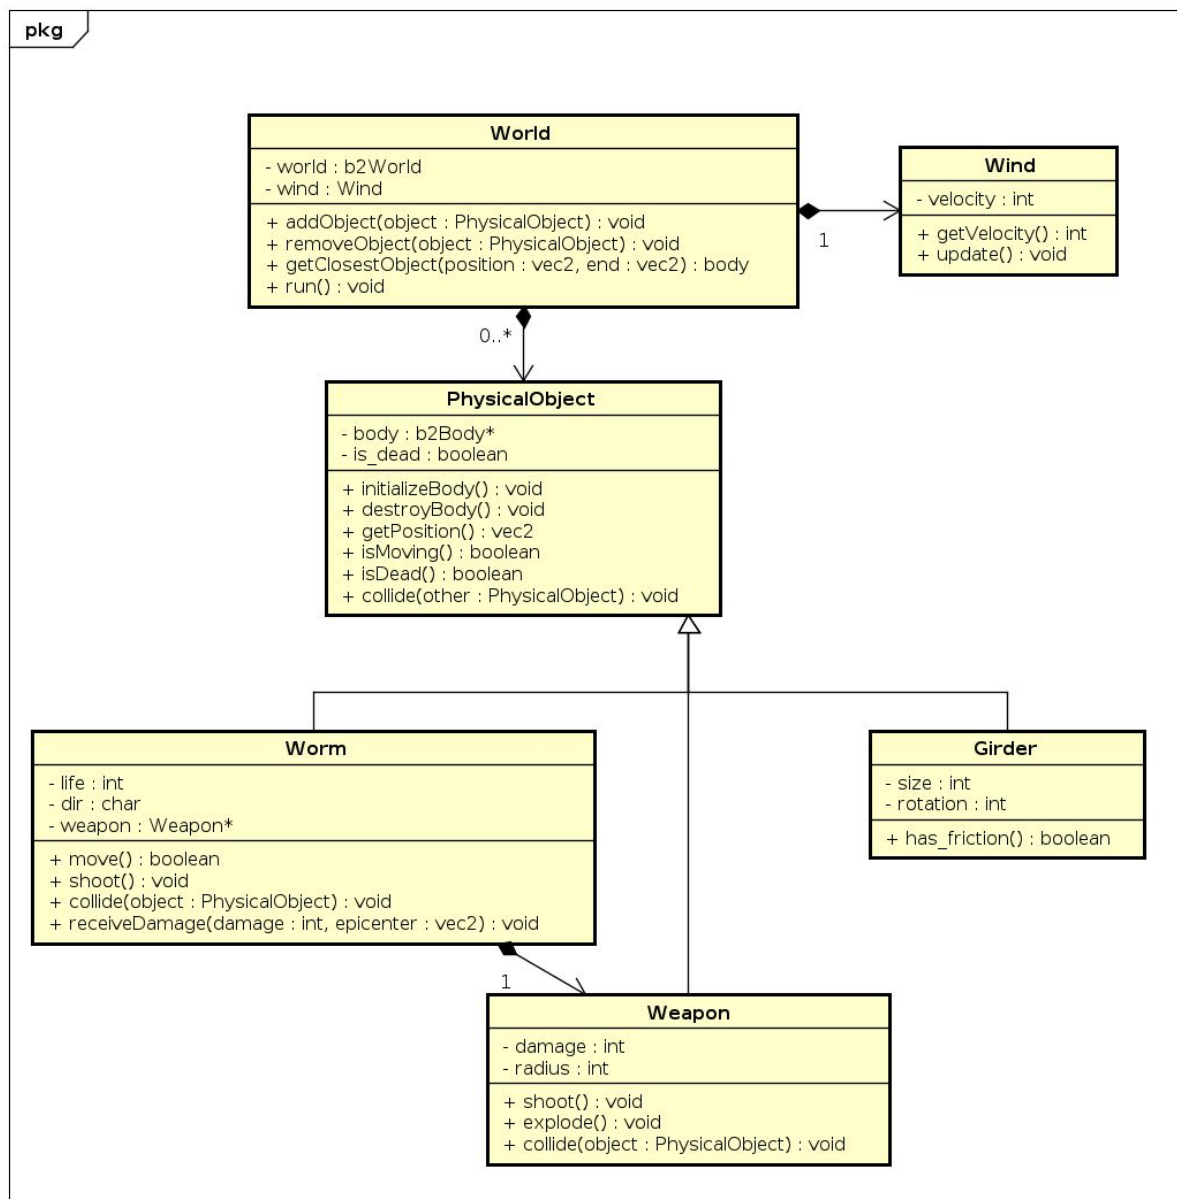 pkg
World
- world : b2World
- wind : Wind
+ addObject(object : PhysicalObject) : void
+ removeObject(object : PhysicalObject) : void
+ getClosestObject(position : vec2, end : vec2) : body
+ run() : void
Wind
- velocity : int
+ getVelocity() : int
+ update() : void
1
0..*
PhysicalObject
- body : b2Body*
- is_dead : boolean
+ initializeBody() : void
+ destroyBody() : void
+ getPosition() : vec2
+ isMoving() : boolean
+ isDead() : boolean
+ collide(other : PhysicalObject) : void
Worm
- life : int
- dir : char
- weapon : Weapon*
+ move() : boolean
+ shoot() : void
+ collide(object : PhysicalObject) : void
+ receiveDamage(damage : int, epicenter : vec2) : void
Girder
- size : int
- rotation : int
+ has_friction() : boolean
1
Weapon
- damage : int
- radius : int
+ shoot() : void
+ explode() : void
+ collide(object : PhysicalObject) : void